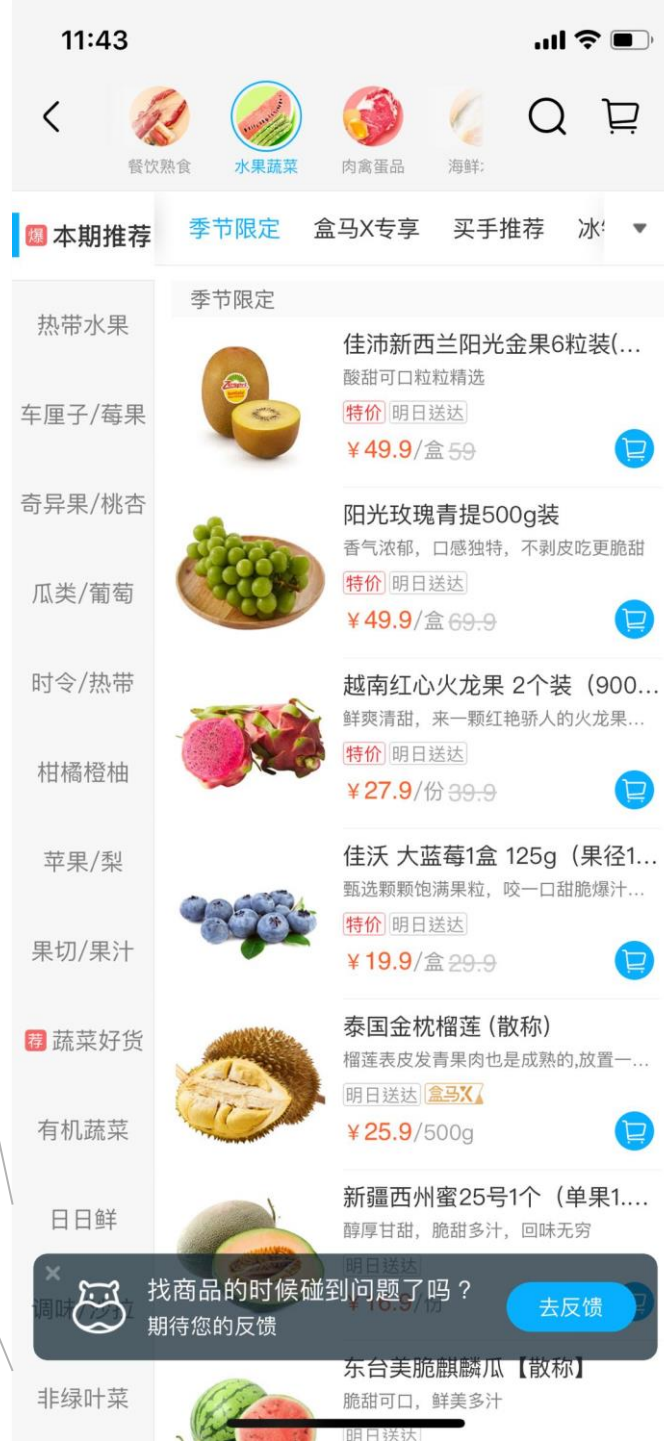 11:43
餐饮熟食
水果蔬菜
肉禽蛋品
海鲜
爆 本期推荐
季节限定
盒马X专享
买手推荐
热带水果
车厘子/莓果
奇异果/桃杏
瓜类/葡萄
时令/热带
柑橘橙柚
苹果/梨
果切/果汁
荐 蔬菜好货
有机蔬菜
日日鲜
调味/沙拉
非绿叶菜
季节限定
佳沛新西兰阳光金果6粒装(...
酸甜可口粒粒精选
特价 明日送达
¥49.9/盒 59
阳光玫瑰青提500g装
香气浓郁，口感独特，不剥皮吃更脆甜
特价 明日送达
¥49.9/盒 69.9
越南红心火龙果 2个装（900...
鲜爽清甜，来一颗红艳骄人的火龙果...
特价 明日送达
¥27.9/份 39.9
佳沃 大蓝莓1盒 125g（果径1...
甄选颗颗饱满果粒，咬一口甜脆爆汁...
特价 明日送达
¥19.9/盒 29.9
泰国金枕榴莲 (散称)
榴莲表皮发青果肉也是成熟的,放置一...
明日送达 盒马X
¥25.9/500g
新疆西州蜜25号1个（单果1....
醇厚甘甜，脆甜多汁，回味无穷
明日送达
¥16.9/份
找商品的时候碰到问题了吗？
期待您的反馈
去反馈
东台美脆麒麟瓜【散称】
脆甜可口，鲜美多汁
明日送达